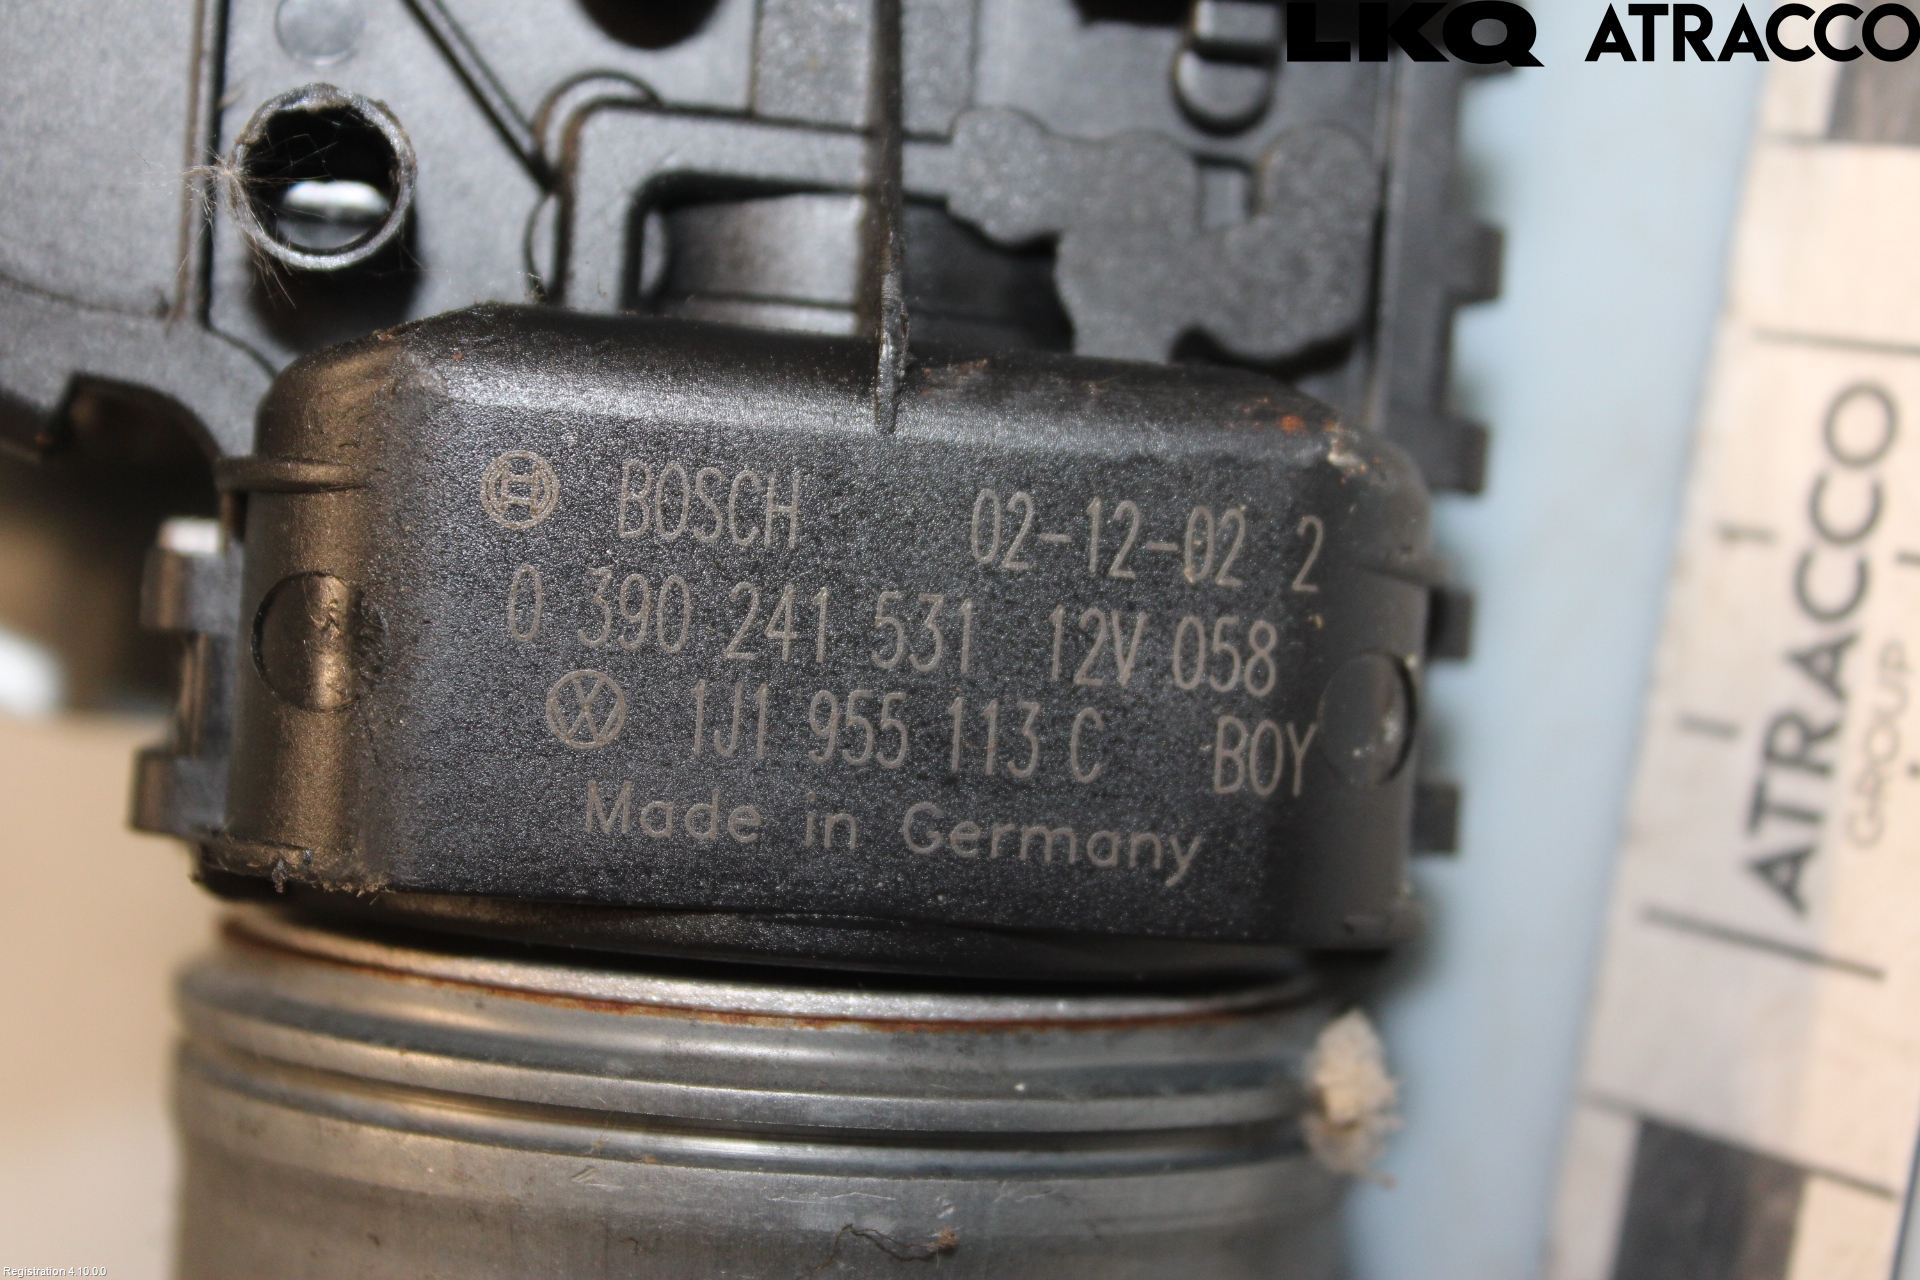 LKQ ATRACCO
BOSCH 02-12-02 2
0 390 241 531 12V 058
1J1 955 113 C BOY
Made in Germany
1
ATRACCO
GROUP
Registration 4.10.0.0